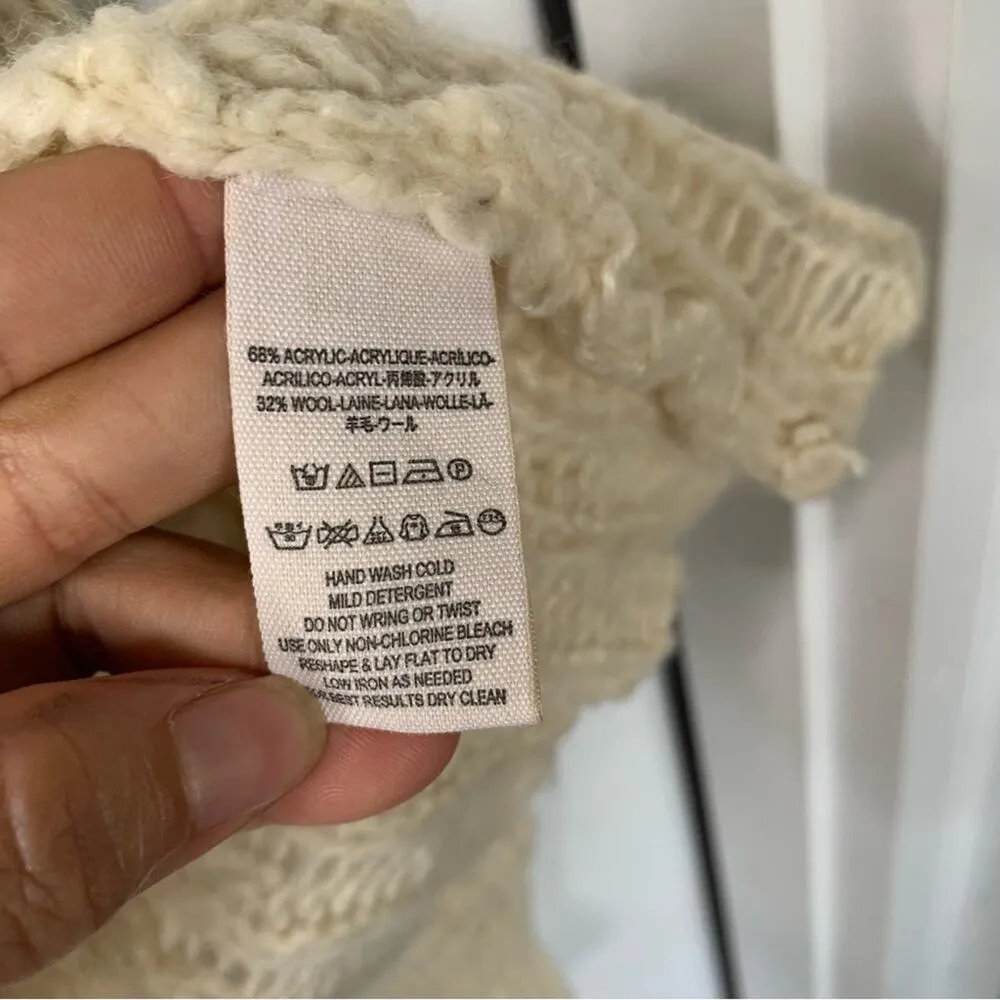 68% ACRYLIC-ACRYLIQUE-ACRÍLICO-
ACRILICO-ACRYL-丙烯酸-アクリル
32% WOOL-LAINE-LANA-WOLLE-LÃ-
羊毛-ウール
P
HAND WASH COLD
MILD DETERGENT
DO NOT WRING OR TWIST
USE ONLY NON-CHLORINE BLEACH
RESHAPE & LAY FLAT TO DRY
LOW IRON AS NEEDED
BEST RESULTS DRY CLEAN